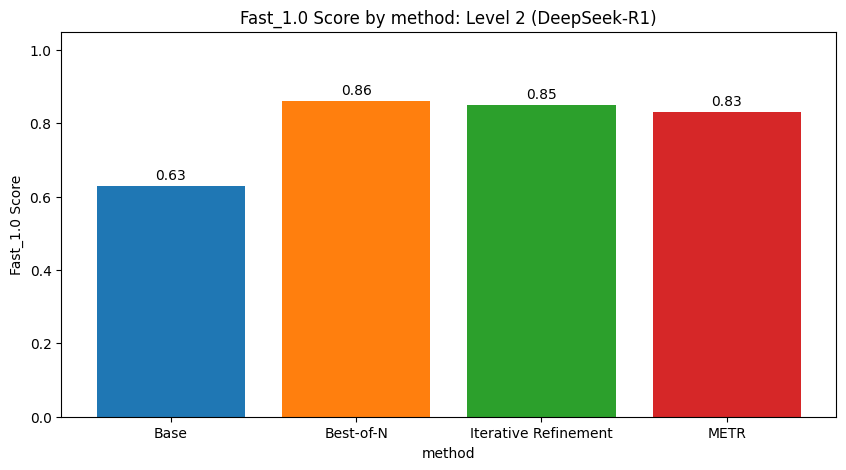 Fast_1.0 Score by method: Level 2 (DeepSeek-R1)
Fast_1.0 Score
1.0
0.8
0.6
0.4
0.2
0.0
0.63
0.86
0.85
0.83
Base
Best-of-N
Iterative Refinement
METR
method